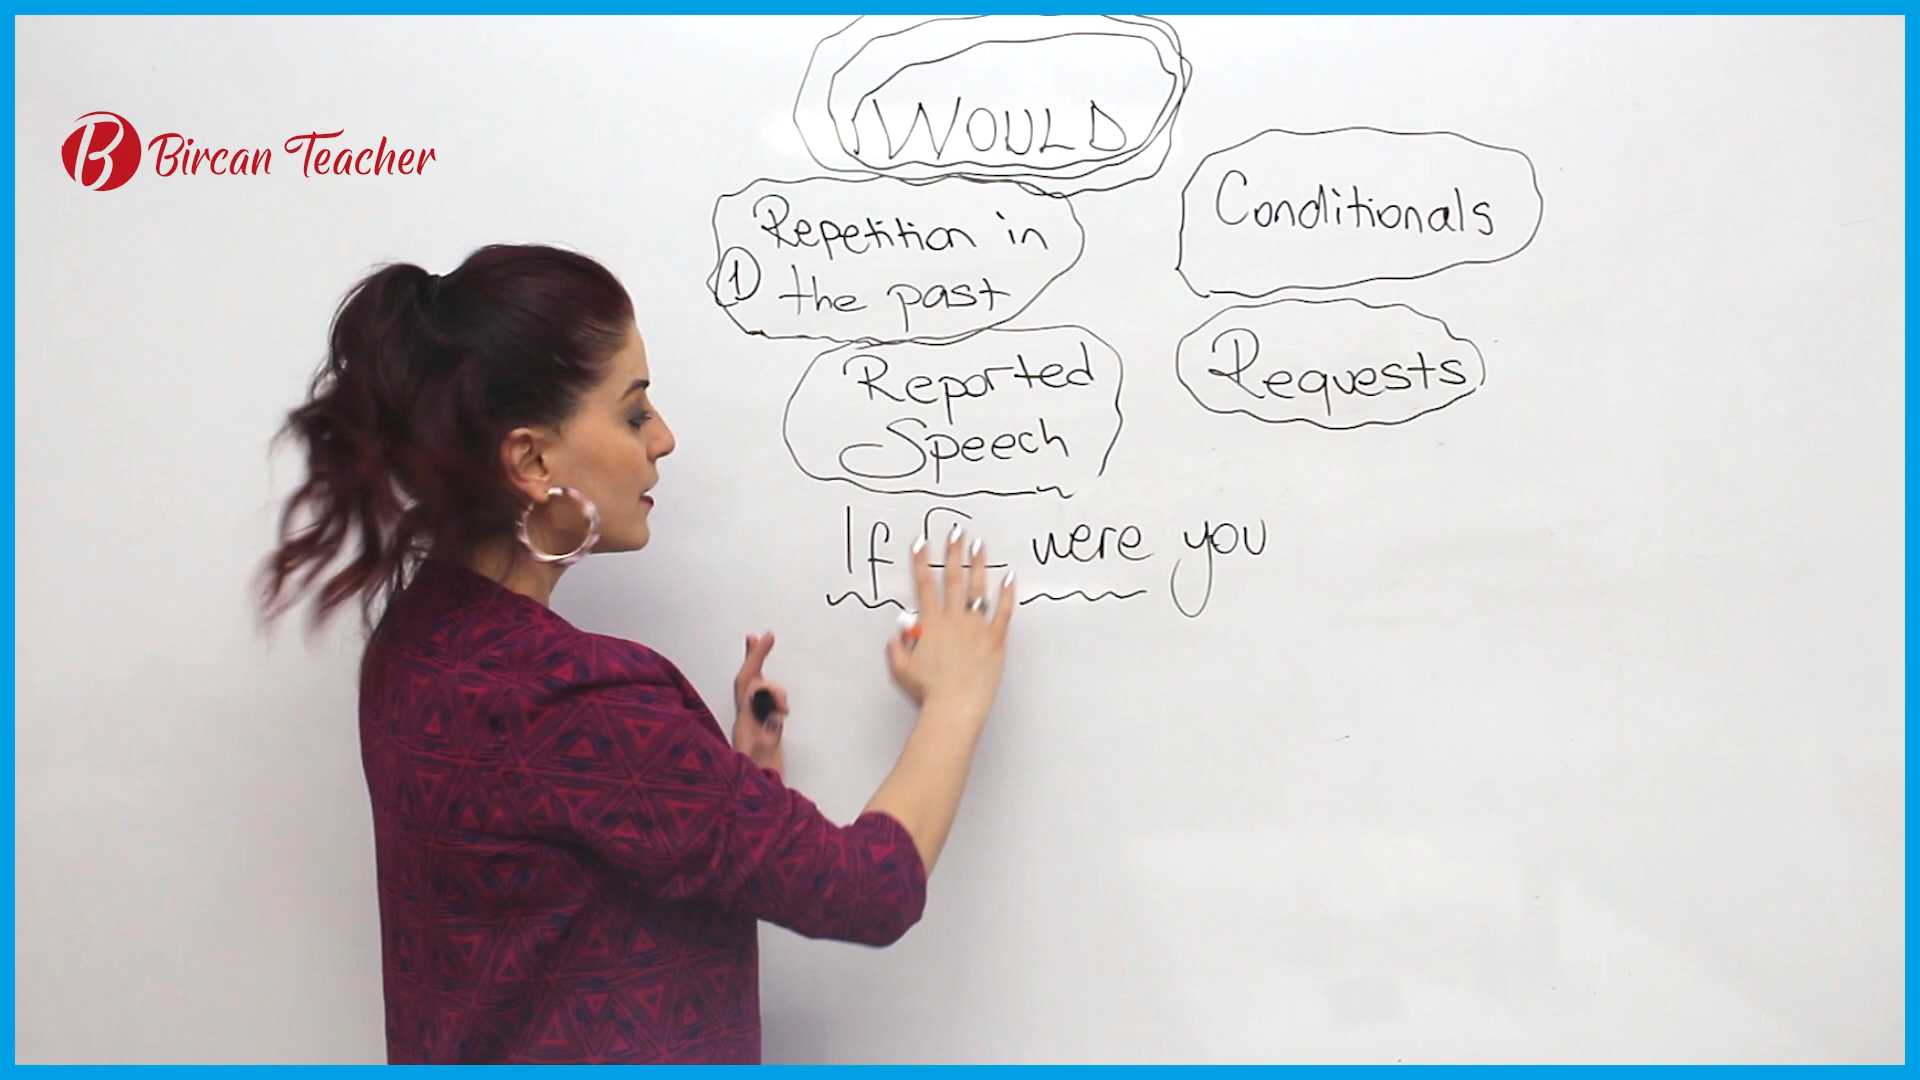 B Bircan Teacher
WOULD
Repetition in
1 the past
Conditionals
Reported
Speech
Requests
If I were you